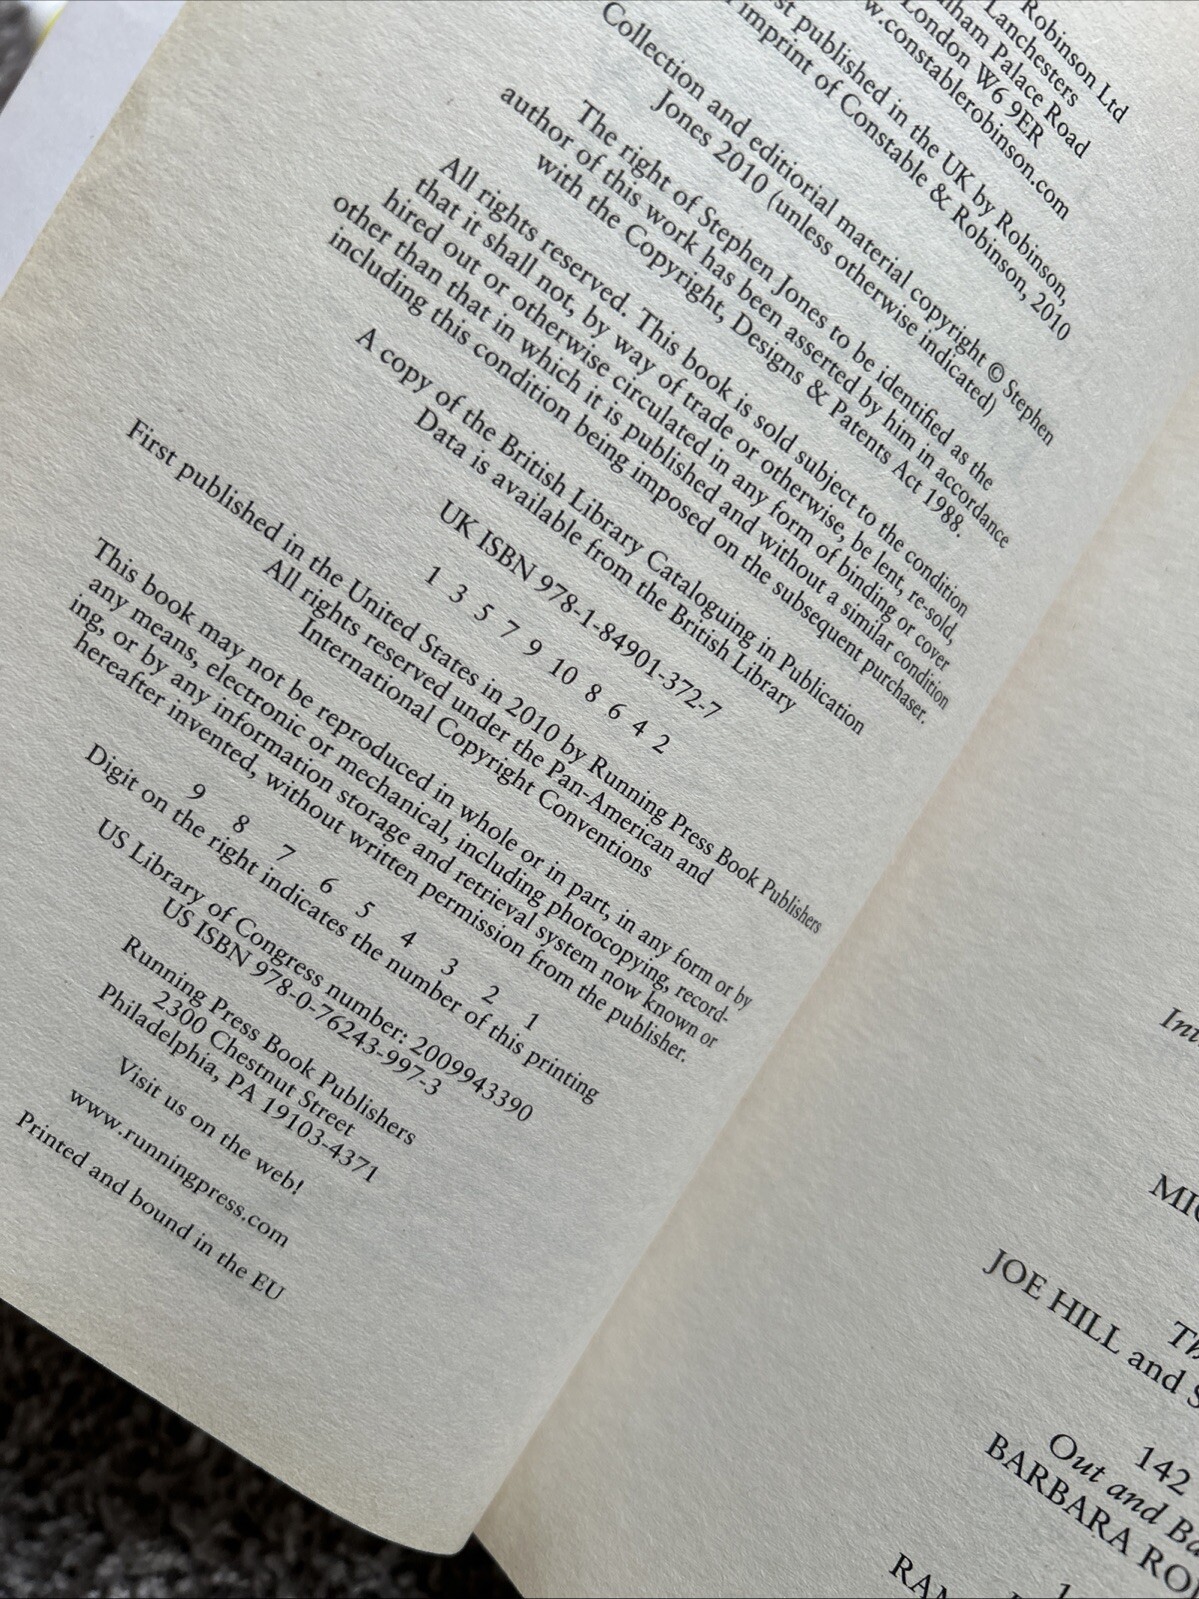 Robinson Ltd
Lanchesters
Palace Road
London W6 9ER
www.constablerobinson.com
published in the UK by Robinson,
imprint of Constable & Robinson, 2010
Collection and editiorial material copyright © Stephen
Jones 2010 (unless otherwise indicated)
The right of Stephen Jones to be identified as the
author of this work has been asserted by him in accordance
with the Copyright, Designs & Patents Act 1988.
All rights reserved. This book is sold subject to the condition
that it shall not, by way of trade or otherwise, be lent, re-sold,
hired out or otherwise circulated in any form of binding or cover
other than that in which it is published and without a similar condition
including this condition being imposed on the subsequent purchaser.
A copy of the British Library Cataloguing in Publication
Data is available from the British Library
UK ISBN 978-1-84901-372-7
1 3 5 7 9 10 8 6 4 2
First published in the United States in 2010 by Running Press Book Publishers
All rights reserved under the Pan-American and
International Copyright Conventions
This book may not be reproduced in whole or in part, in any form or by
any means, electronic or mechanical, including photocopying, record-
ing, or by any information storage and retrieval system now known or
hereafter invented, without written permission from the publisher.
9 8 7 6 5 4 3 2 1
Digit on the right indicates the number of this printing
US Library of Congress number: 2009943390
US ISBN 978-0-76243-997-3
Running Press Book Publishers
2300 Chestnut Street
Philadelphia, PA 19103-4371
Visit us on the web!
www.runningpress.com
Printed and bound in the EU
JOE HILL and
142
Out and
BARBARA